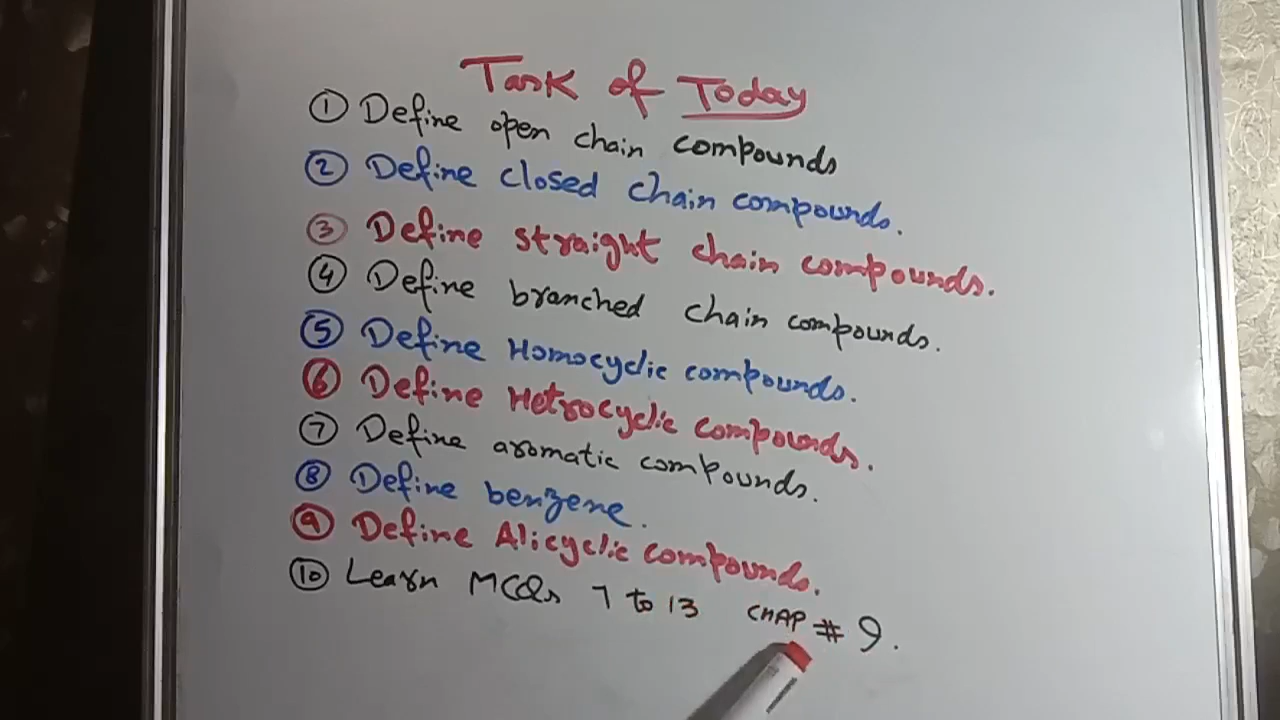 Task of Today
① Define open chain compounds
② Define closed chain compounds.
③ Define straight chain compounds.
④ Define branched chain compounds.
⑤ Define Homocyclic compounds.
⑥ Define Hetrocyclic compounds.
⑦ Define aromatic compounds.
⑧ Define benzene.
⑨ Define Alicyclic compounds.
⑩ Learn MCQs 7 to 13 CHAP # 9.